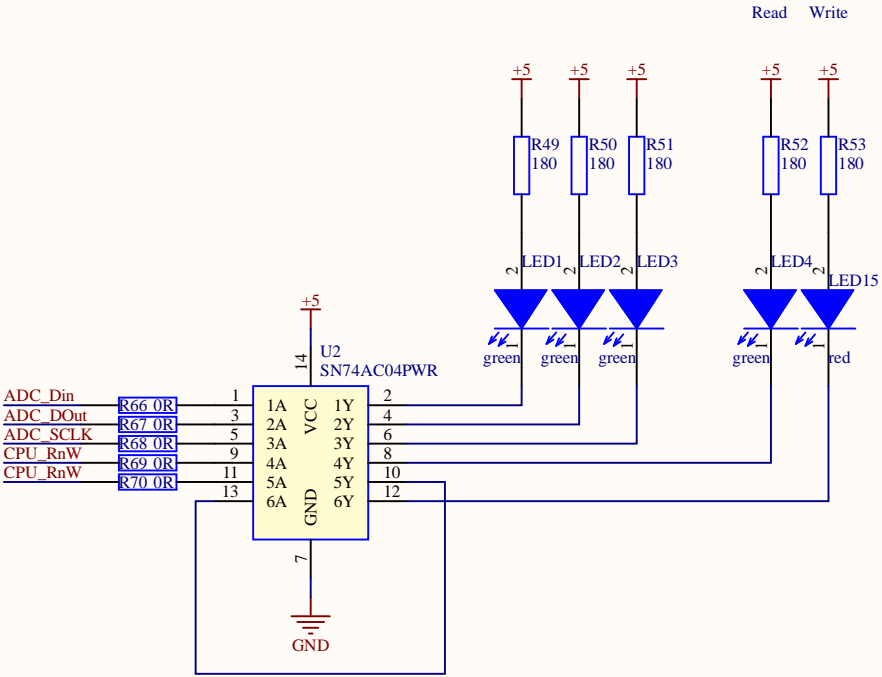 Read Write
+5 +5 +5 +5 +5
R49 R50 R51 R52 R53
180 180 180 180 180
2 2 2 2 2
LED1 LED2 LED3 LED4 LED15
1 1 1 1 1
green green green green red
+5
14
U2
SN74AC04PWR
ADC_Din R66 0R 1 1A 1Y 2
ADC_DOut R67 0R 3 2A 2Y 4
ADC_SCLK R68 0R 5 3A 3Y 6
CPU_RnW R69 0R 9 4A 4Y 8
CPU_RnW R70 0R 11 5A 5Y 10
13 6A 6Y 12
VCC
GND
7
GND